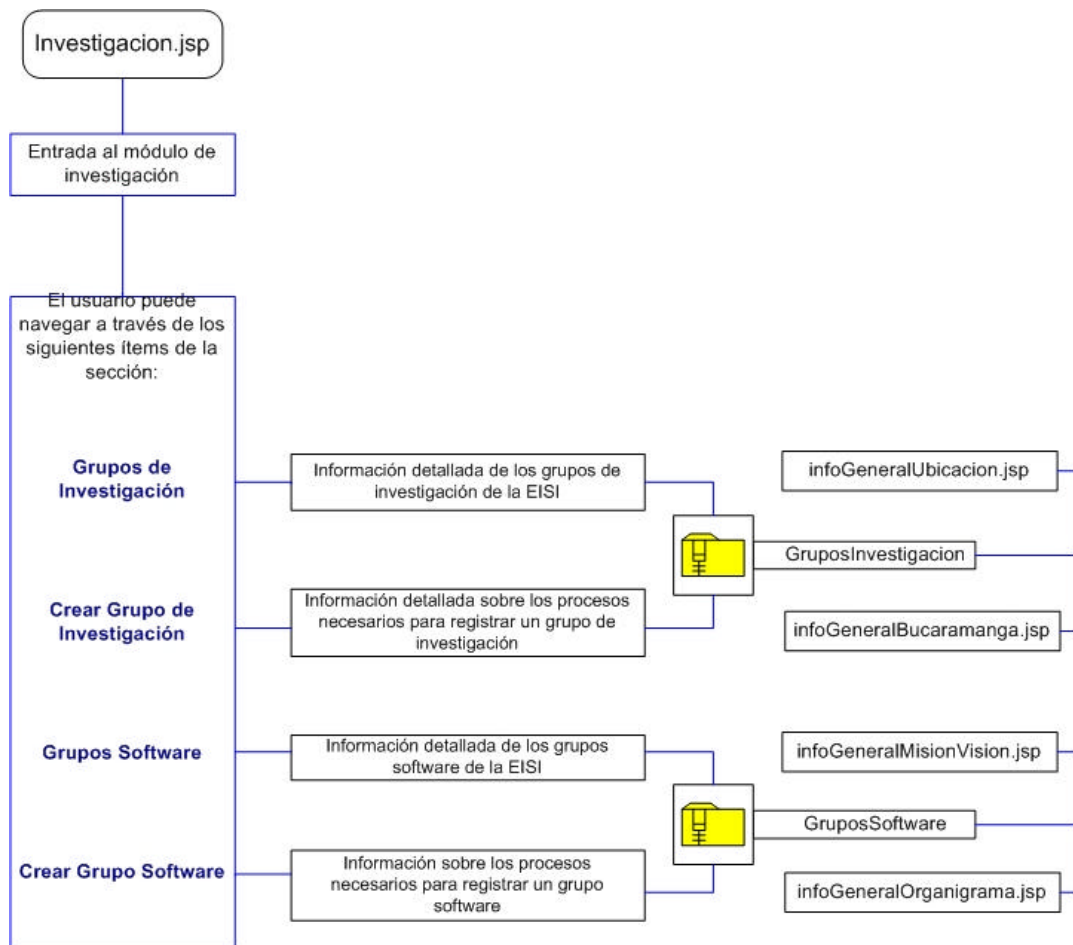 Investigacion.jsp
Entrada al módulo de
investigación
El usuario puede
navegar a través de los
siguientes ítems de la
sección:
Grupos de
Investigación
Información detallada de los grupos de
investigación de la EISI
infoGeneralUbicacion.jsp
GruposInvestigacion
Crear Grupo de
Investigación
Información detallada sobre los procesos
necesarios para registrar un grupo de
investigación
infoGeneralBucaramanga.jsp
Grupos Software
Información detallada de los grupos
software de la EISI
infoGeneralMisionVision.jsp
GruposSoftware
Crear Grupo Software
Información sobre los procesos
necesarios para registrar un grupo
software
infoGeneralOrganigrama.jsp